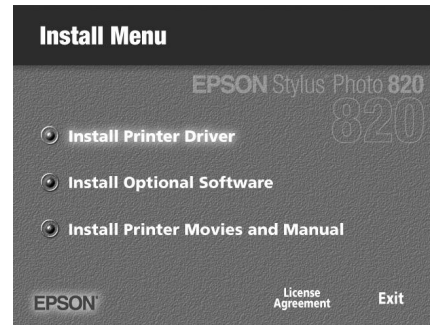 Install Menu
EPSON Stylus Photo 820
820
Install Printer Driver
Install Optional Software
Install Printer Movies and Manual
EPSON
License
Agreement
Exit